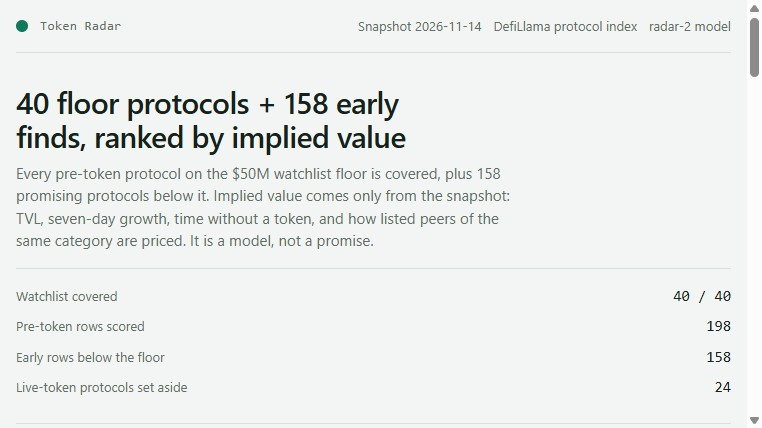 Token Radar
Snapshot 2026-11-14 DefiLlama protocol index radar-2 model
40 floor protocols + 158 early
finds, ranked by implied value
Every pre-token protocol on the $50M watchlist floor is covered, plus 158
promising protocols below it. Implied value comes only from the snapshot:
TVL, seven-day growth, time without a token, and how listed peers of the
same category are priced. It is a model, not a promise.
Watchlist covered 40 / 40
Pre-token rows scored 198
Early rows below the floor 158
Live-token protocols set aside 24